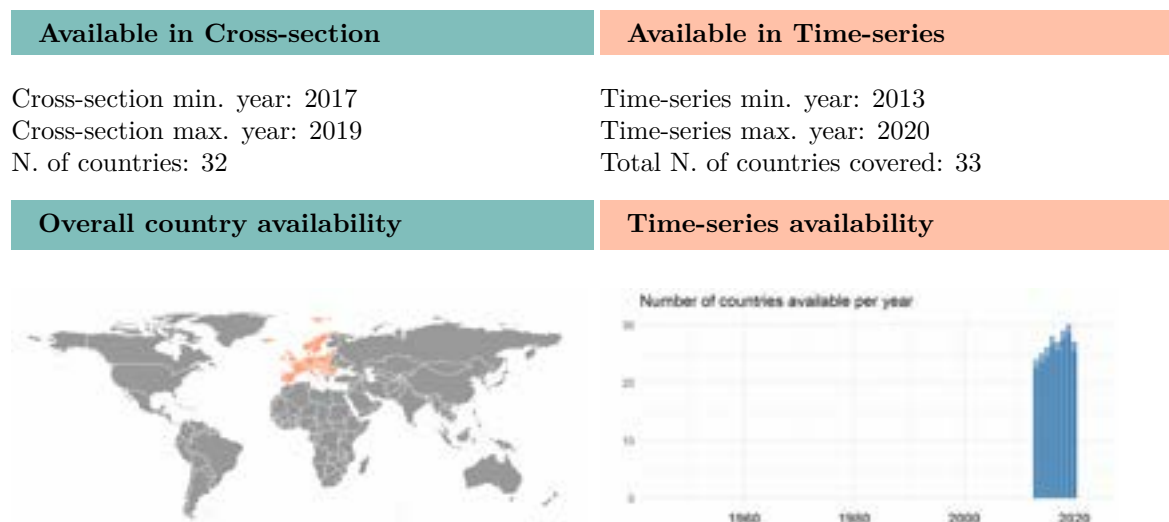 Available in Cross-section
Cross-section min. year: 2017
Cross-section max. year: 2019
N. of countries: 32
Available in Time-series
Time-series min. year: 2013
Time-series max. year: 2020
Total N. of countries covered: 33
Overall country availability
Time-series availability
Number of countries available per year
30
20
10
0
1960
1980
2000
2020